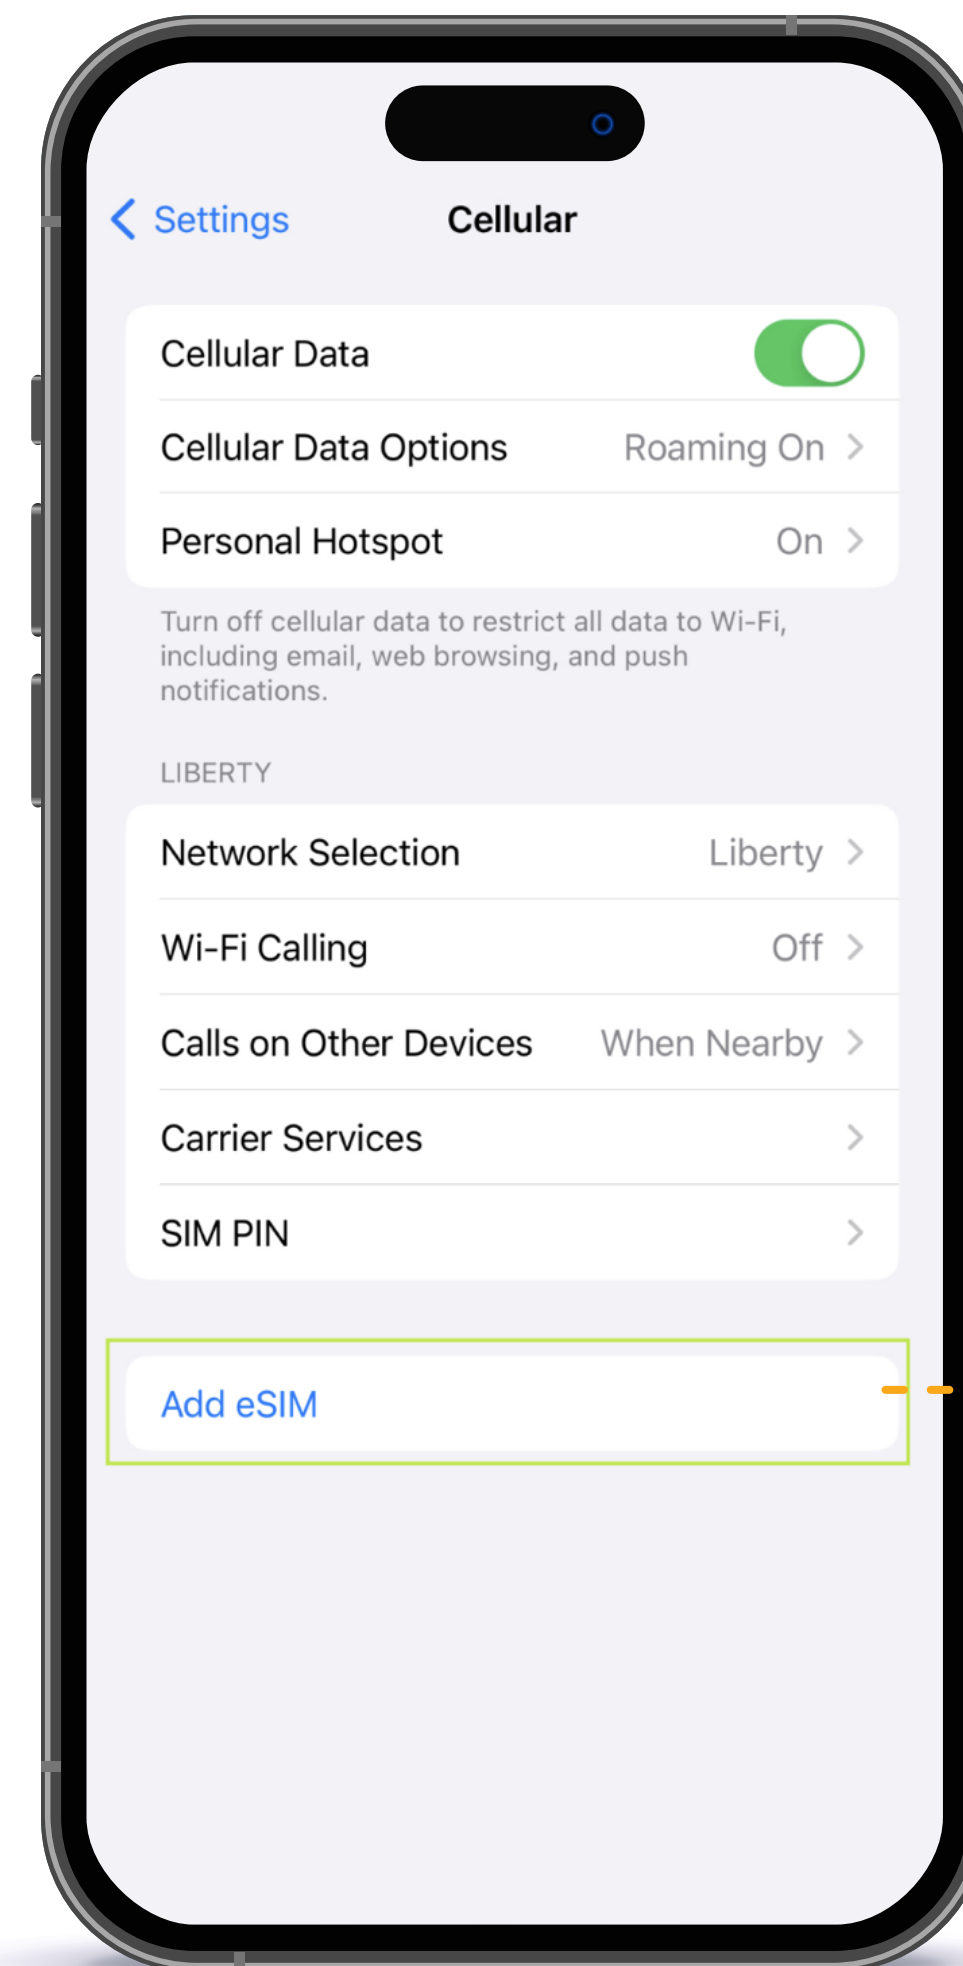 Settings
Cellular
Cellular Data
Cellular Data Options Roaming On
Personal Hotspot On
Turn off cellular data to restrict all data to Wi-Fi,
including email, web browsing, and push
notifications.
LIBERTY
Network Selection Liberty
Wi-Fi Calling Off
Calls on Other Devices When Nearby
Carrier Services
SIM PIN
Add eSIM